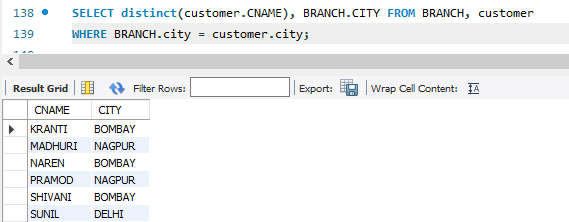 138 SELECT distinct(customer.CNAME), BRANCH.CITY FROM BRANCH, customer
139 WHERE BRANCH.city = customer.city;
Result Grid Filter Rows: Export: Wrap Cell Content: IA
CNAME CITY
KRANTI BOMBAY
MADHURI NAGPUR
NAREN BOMBAY
PRAMOD NAGPUR
SHIVANI BOMBAY
SUNIL DELHI